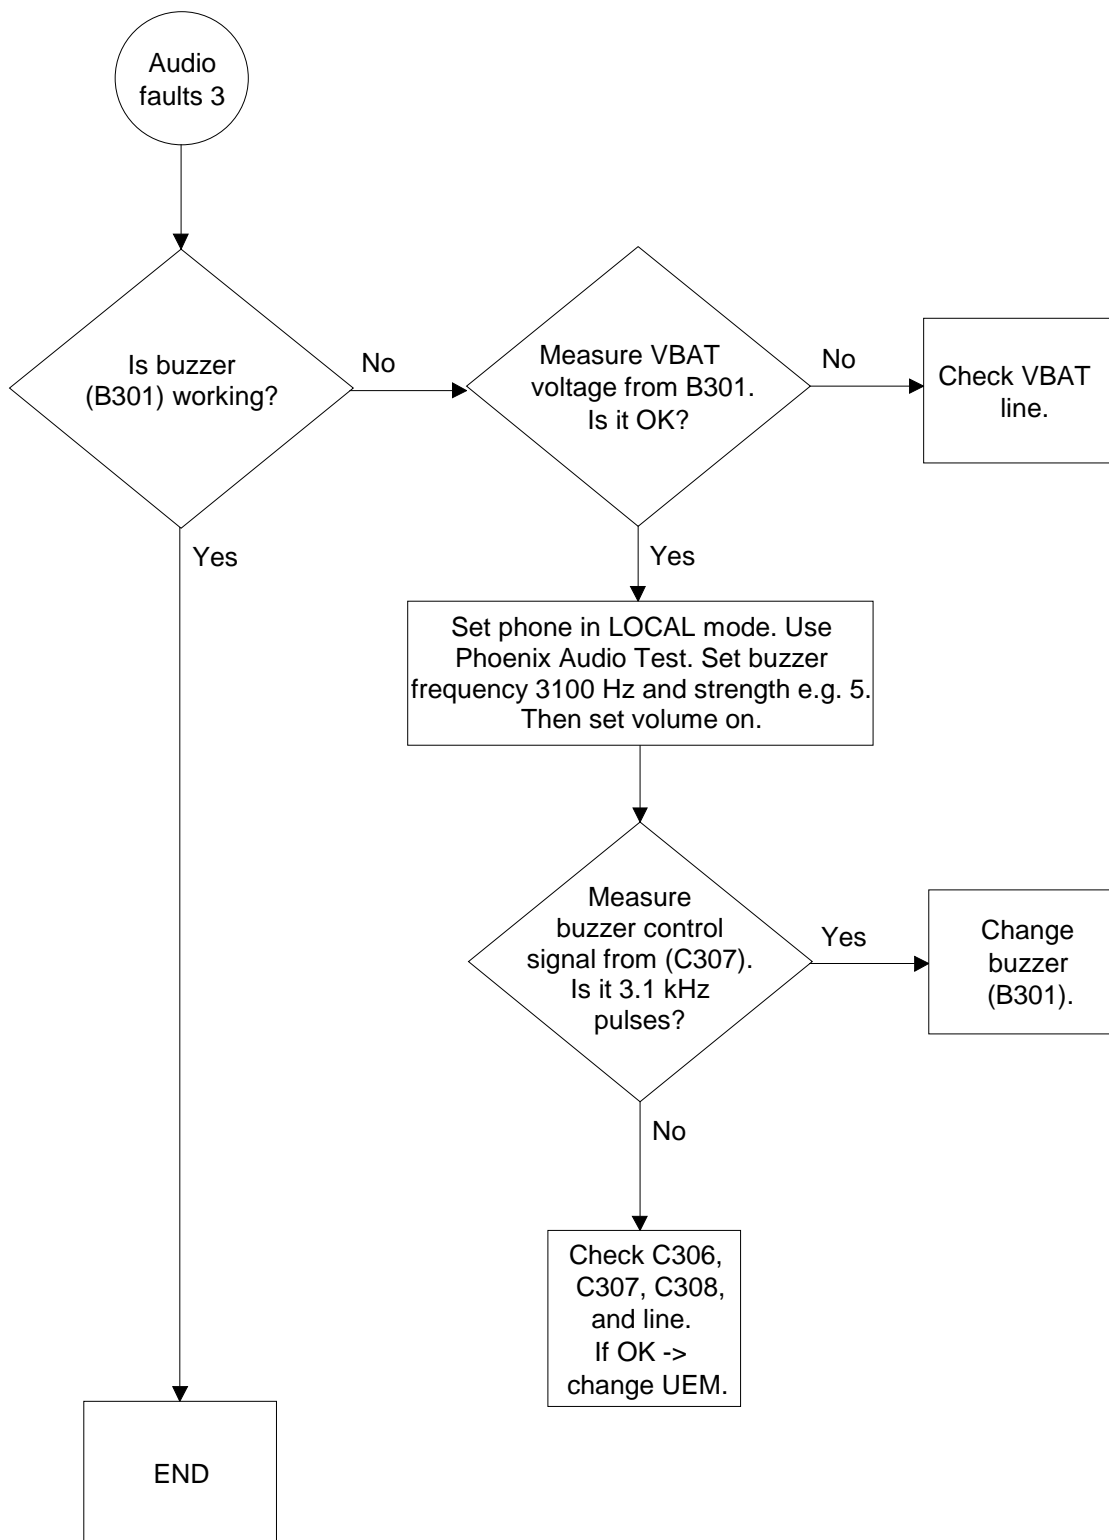 Audio
faults 3
Is buzzer
(B301) working?
No
Measure VBAT
voltage from B301.
Is it OK?
No
Check VBAT
line.
Yes
Yes
Set phone in LOCAL mode. Use
Phoenix Audio Test. Set buzzer
frequency 3100 Hz and strength e.g. 5.
Then set volume on.
Measure
buzzer control
signal from (C307).
Is it 3.1 kHz
pulses?
Yes
Change
buzzer
(B301).
No
Check C306,
C307, C308,
and line.
If OK ->
change UEM.
END